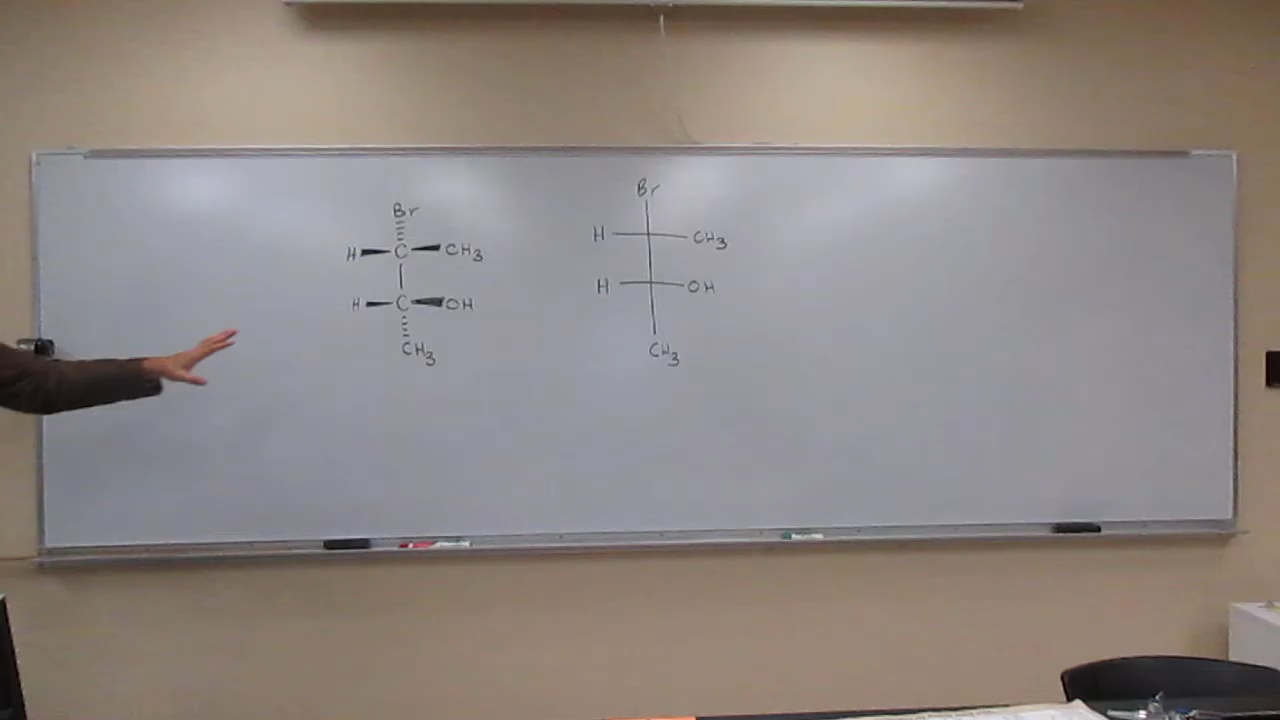 Br
H C CH3
H C OH
CH3
Br
H CH3
H OH
CH3